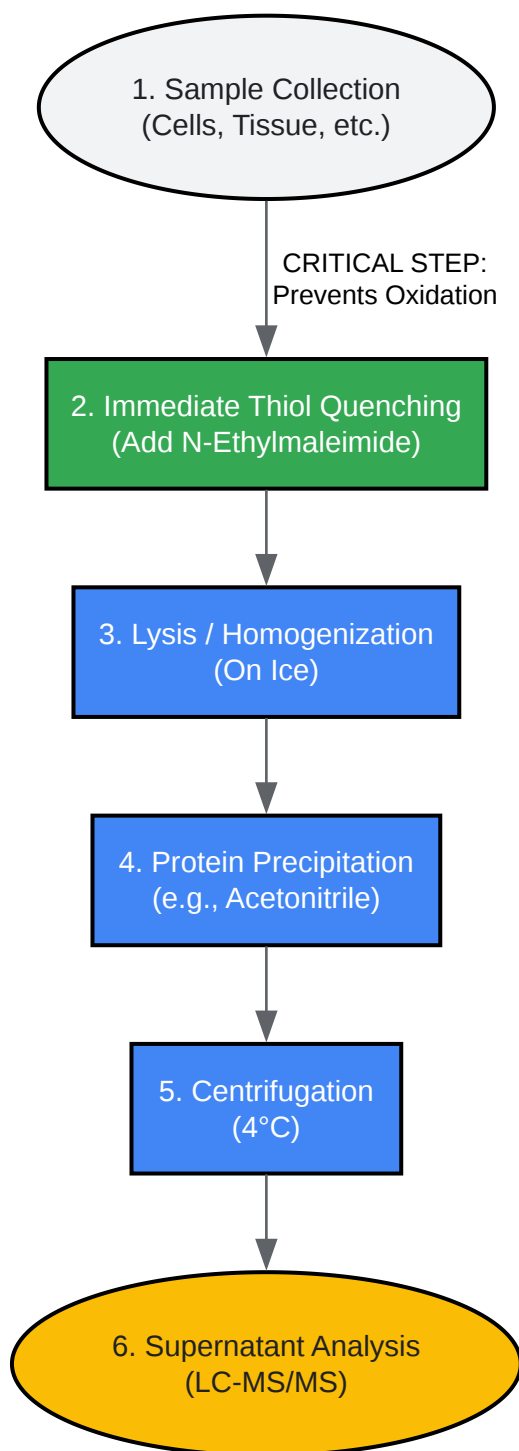 1. Sample Collection
(Cells, Tissue, etc.)
CRITICAL STEP:
Prevents Oxidation
2. Immediate Thiol Quenching
(Add N-Ethylmaleimide)
3. Lysis / Homogenization
(On Ice)
4. Protein Precipitation
(e.g., Acetonitrile)
5. Centrifugation
(4°C)
6. Supernatant Analysis
(LC-MS/MS)